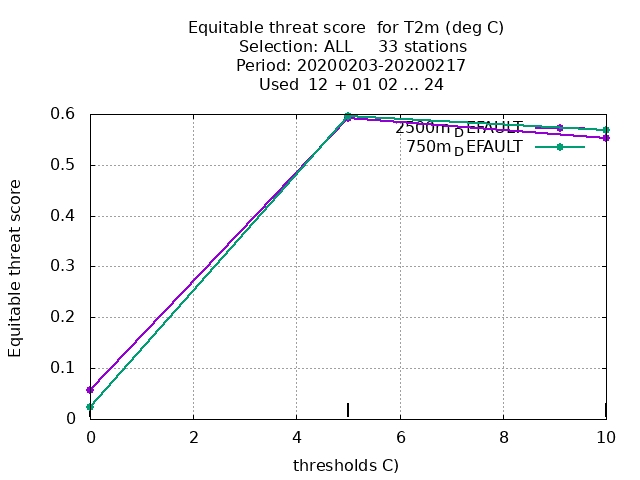 Equitable threat score  for T2m (deg C)
Selection: ALL     33 stations
Period: 20200203-20200217
Used  12 + 01 02 ... 24
0.6
2500mDEFAULT
750mDEFAULT
0.5
0.4
0.3
0.2
0.1
0
Equitable threat score
0 2 4 6 8 10
thresholds C)